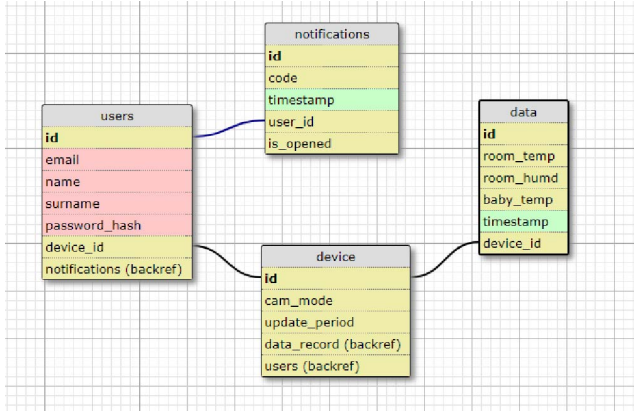 notifications
id
code
timestamp
user_id
is_opened
users
id
email
name
surname
password_hash
device_id
notifications (backref)
data
id
room_temp
room_humd
baby_temp
timestamp
device_id
device
id
cam_mode
update_period
data_record (backref)
users (backref)